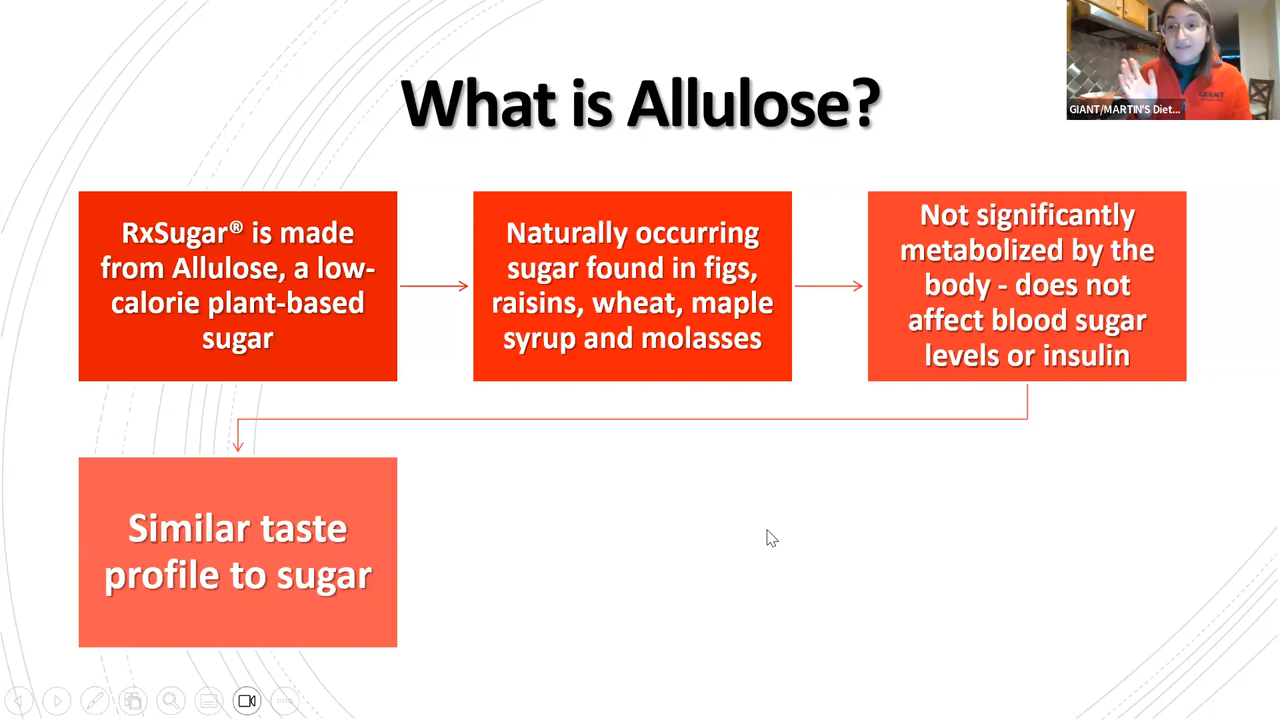 What is Allulose?
GIANT/MARTIN'S Diet...
GIANT
RxSugar® is made
from Allulose, a low-
calorie plant-based
sugar
Naturally occurring
sugar found in figs,
raisins, wheat, maple
syrup and molasses
Not significantly
metabolized by the
body - does not
affect blood sugar
levels or insulin
Similar taste
profile to sugar